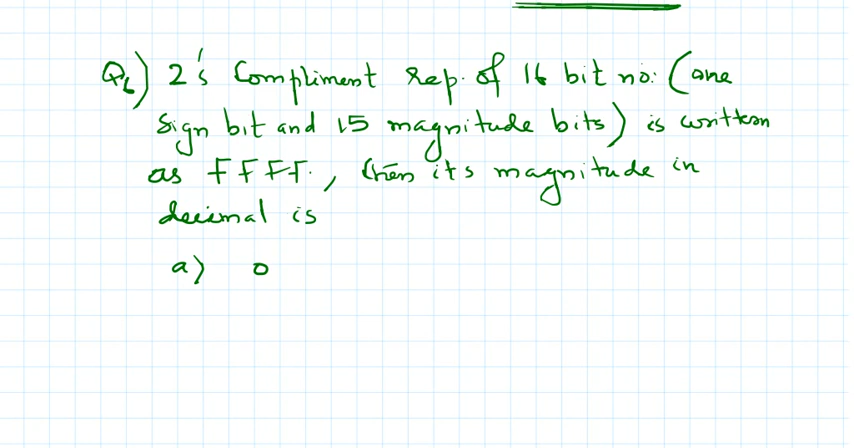 Q6) 2's Compliment rep. of 16 bit no: (one
sign bit and 15 magnitude bits) is written
as FFFF., then its magnitude in
decimal is
a) 0